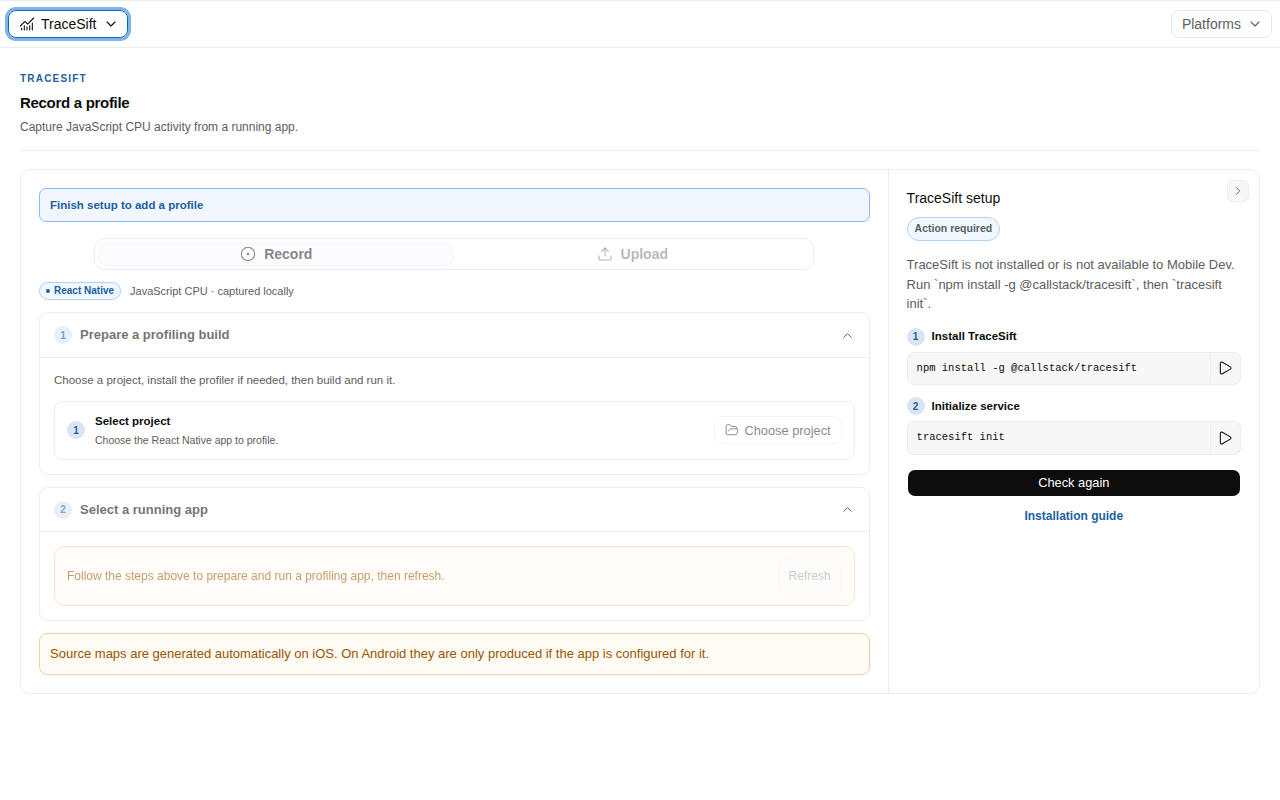 TraceSift
Platforms
TRACESIFT
Record a profile
Capture JavaScript CPU activity from a running app.
Finish setup to add a profile
Record
Upload
React Native
JavaScript CPU · captured locally
1
Prepare a profiling build
Choose a project, install the profiler if needed, then build and run it.
1
Select project
Choose the React Native app to profile.
Choose project
2
Select a running app
Follow the steps above to prepare and run a profiling app, then refresh.
Refresh
Source maps are generated automatically on iOS. On Android they are only produced if the app is configured for it.
TraceSift setup
Action required
TraceSift is not installed or is not available to Mobile Dev.
Run `npm install -g @callstack/tracesift`, then `tracesift
init`.
1
Install TraceSift
npm install -g @callstack/tracesift
2
Initialize service
tracesift init
Check again
Installation guide